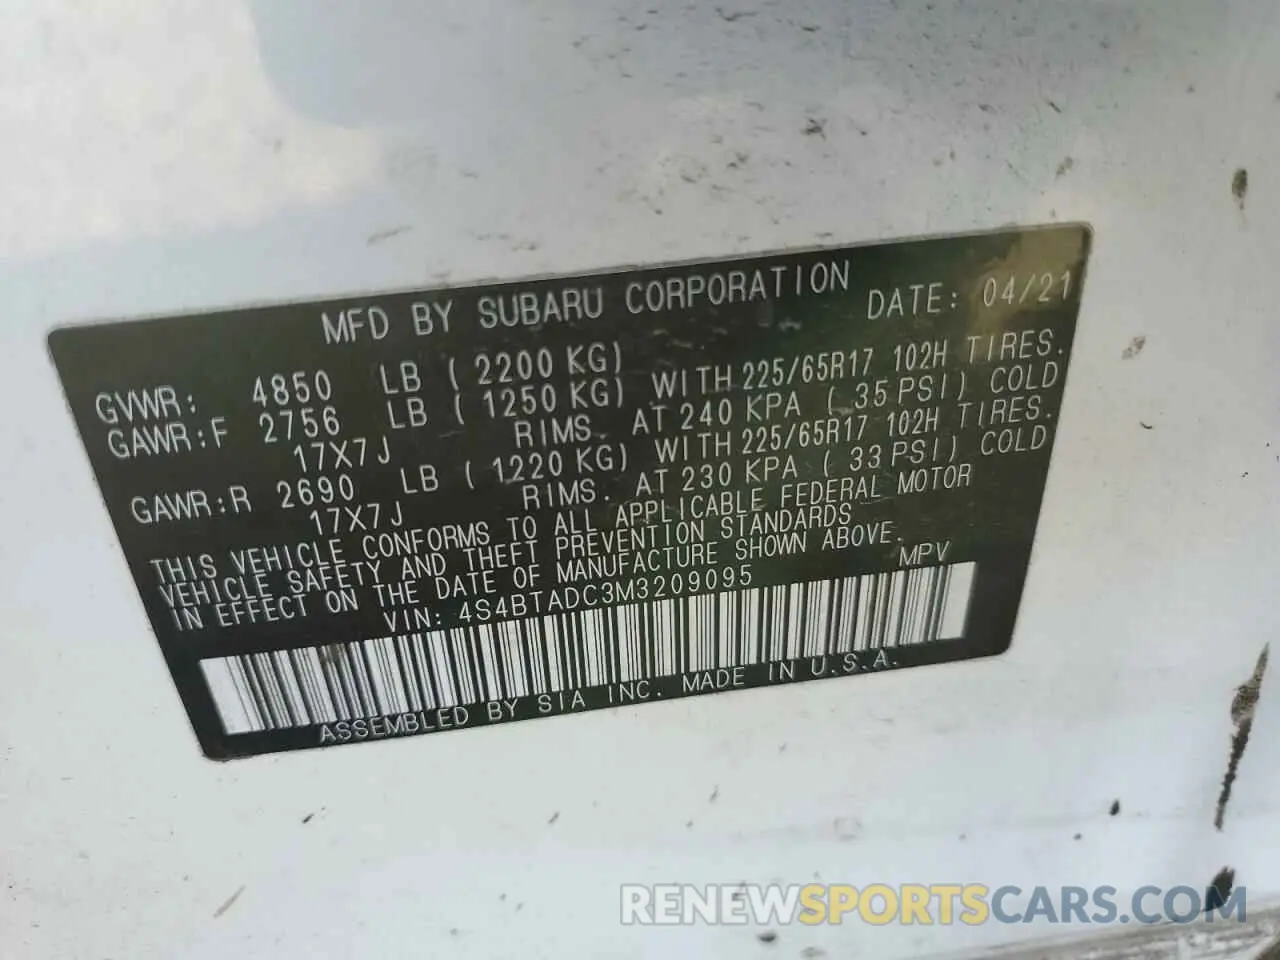 MFD BY SUBARU CORPORATION DATE: 04/21
GVWR: 4850 LB ( 2200 KG)
GAWR:F 2756 LB ( 1250 KG) WITH 225/65R17 102H TIRES.
17X7J RIMS. AT 240 KPA ( 35 PSI) COLD
GAWR:R 2690 LB ( 1220 KG) WITH 225/65R17 102H TIRES.
17X7J RIMS. AT 230 KPA ( 33 PSI) COLD
THIS VEHICLE CONFORMS TO ALL APPLICABLE FEDERAL MOTOR
VEHICLE SAFETY AND THEFT PREVENTION STANDARDS
IN EFFECT ON THE DATE OF MANUFACTURE SHOWN ABOVE.
VIN: 4S4BTADC3M3209095 MPV
ASSEMBLED BY SIA INC. MADE IN U.S.A.
RENEWSPORTSCARS.COM